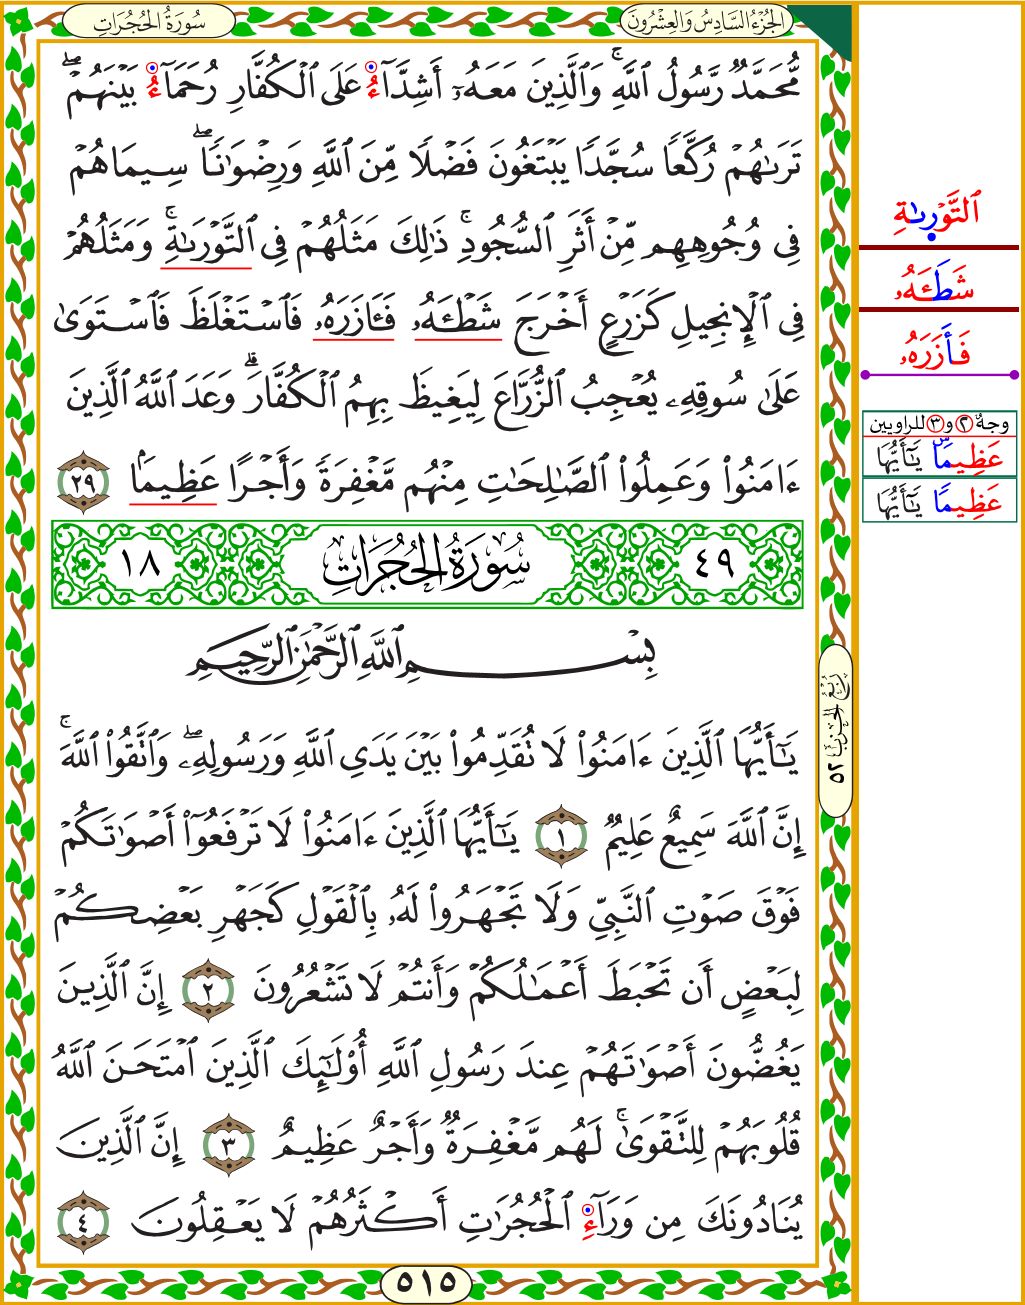 الجُزْءُ السَّادِسُ وَالعِشْرُونَ
سُورَةُ الحُجُرَاتِ
مُّحَمَّدٌ رَّسُولُ ٱللَّهِۚ وَٱلَّذِينَ مَعَهُۥٓ أَشِدَّآءُ عَلَى ٱلۡكُفَّارِ رُحَمَآءُ بَيۡنَهُمۡۖ
تَرَىٰهُمۡ رُكَّعٗا سُجَّدٗا يَبۡتَغُونَ فَضۡلٗا مِّنَ ٱللَّهِ وَرِضۡوَٰنٗاۖ سِيمَاهُمۡ
فِي وُجُوهِهِم مِّنۡ أَثَرِ ٱلسُّجُودِۚ ذَٰلِكَ مَثَلُهُمۡ فِي ٱلتَّوۡرَىٰةِۚ وَمَثَلُهُمۡ
فِي ٱلۡإِنجِيلِ كَزَرۡعٍ أَخۡرَجَ شَطۡـَٔهُۥ فَـَٔازَرَهُۥ فَٱسۡتَغۡلَظَ فَٱسۡتَوَىٰ
عَلَىٰ سُوقِهِۦ يُعۡجِبُ ٱلزُّرَّاعَ لِيَغِيظَ بِهِمُ ٱلۡكُفَّارَۗ وَعَدَ ٱللَّهُ ٱلَّذِينَ
ءَامَنُواْ وَعَمِلُواْ ٱلصَّٰلِحَٰتِ مِنۡهُم مَّغۡفِرَةٗ وَأَجۡرًا عَظِيمَۢا ٢٩
٤٩ سُورَةُ الحُجُرَاتِ ١٨
بِسۡمِ ٱللَّهِ ٱلرَّحۡمَٰنِ ٱلرَّحِيمِ
يَٰٓأَيُّهَا ٱلَّذِينَ ءَامَنُواْ لَا تُقَدِّمُواْ بَيۡنَ يَدَيِ ٱللَّهِ وَرَسُولِهِۦۖ وَٱتَّقُواْ ٱللَّهَۚ
إِنَّ ٱللَّهَ سَمِيعٌ عَلِيمٞ ١ يَٰٓأَيُّهَا ٱلَّذِينَ ءَامَنُواْ لَا تَرۡفَعُوٓاْ أَصۡوَٰتَكُمۡ
فَوۡقَ صَوۡتِ ٱلنَّبِيِّ وَلَا تَجۡهَرُواْ لَهُۥ بِٱلۡقَوۡلِ كَجَهۡرِ بَعۡضِكُمۡ
لِبَعۡضٍ أَن تَحۡبَطَ أَعۡمَٰلُكُمۡ وَأَنتُمۡ لَا تَشۡعُرُونَ ٢ إِنَّ ٱلَّذِينَ
يَغُضُّونَ أَصۡوَٰتَهُمۡ عِندَ رَسُولِ ٱللَّهِ أُوْلَٰٓئِكَ ٱلَّذِينَ ٱمۡتَحَنَ ٱللَّهُ
قُلُوبَهُمۡ لِلتَّقۡوَىٰۚ لَهُم مَّغۡفِرَةٞ وَأَجۡرٌ عَظِيمٌ ٣ إِنَّ ٱلَّذِينَ
يُنَادُونَكَ مِن وَرَآءِ ٱلۡحُجُرَٰتِ أَكۡثَرُهُمۡ لَا يَعۡقِلُونَ ٤
٥١٥
رُبْعُ الحِزْبِ ٥٢
ٱلتَّوۡرِىٰةِ
شَطَـَٔهُۥ
فَأَزَرَهُۥ
وجهُ ٢ و ٣ للراويين
عَظِيمَۢا يَٰٓأَيُّهَا
عَظِيمًا يَٰٓأَيُّهَا